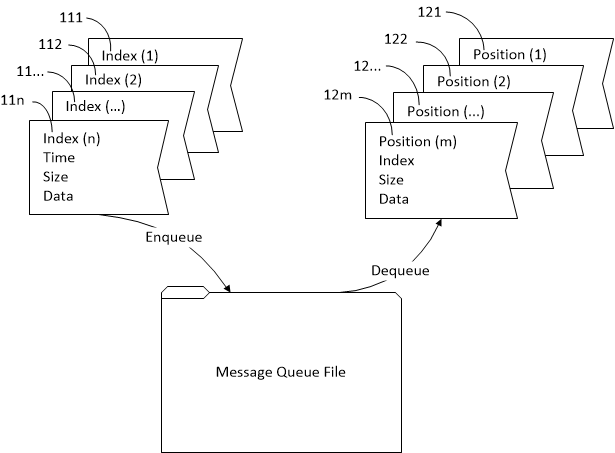 111
Index (1)
112
Index (2)
11...
Index (...)
11n
Index (n)
Time
Size
Data
121
Position (1)
122
Position (2)
12...
Position (...)
12m
Position (m)
Index
Size
Data
Enqueue
Dequeue
Message Queue File